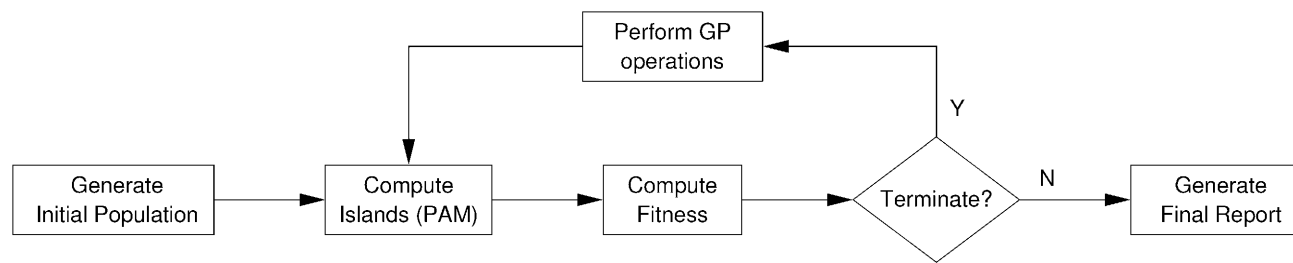 Perform GP
operations
Y
Generate
Initial Population
Compute
Islands (PAM)
Compute
Fitness
Terminate?
N
Generate
Final Report